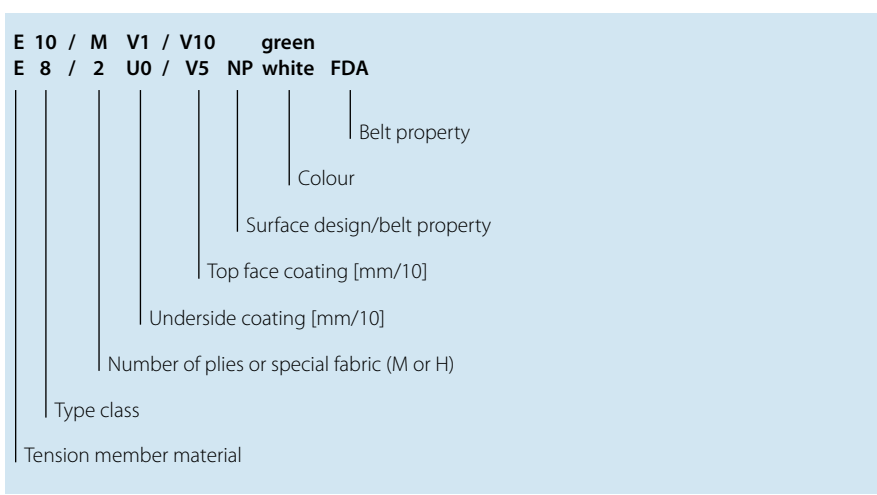 E 10 / M V1 / V10 green
E 8 / 2 U0 / V5 NP white FDA
Belt property
Colour
Surface design/belt property
Top face coating [mm/10]
Underside coating [mm/10]
Number of plies or special fabric (M or H)
Type class
Tension member material